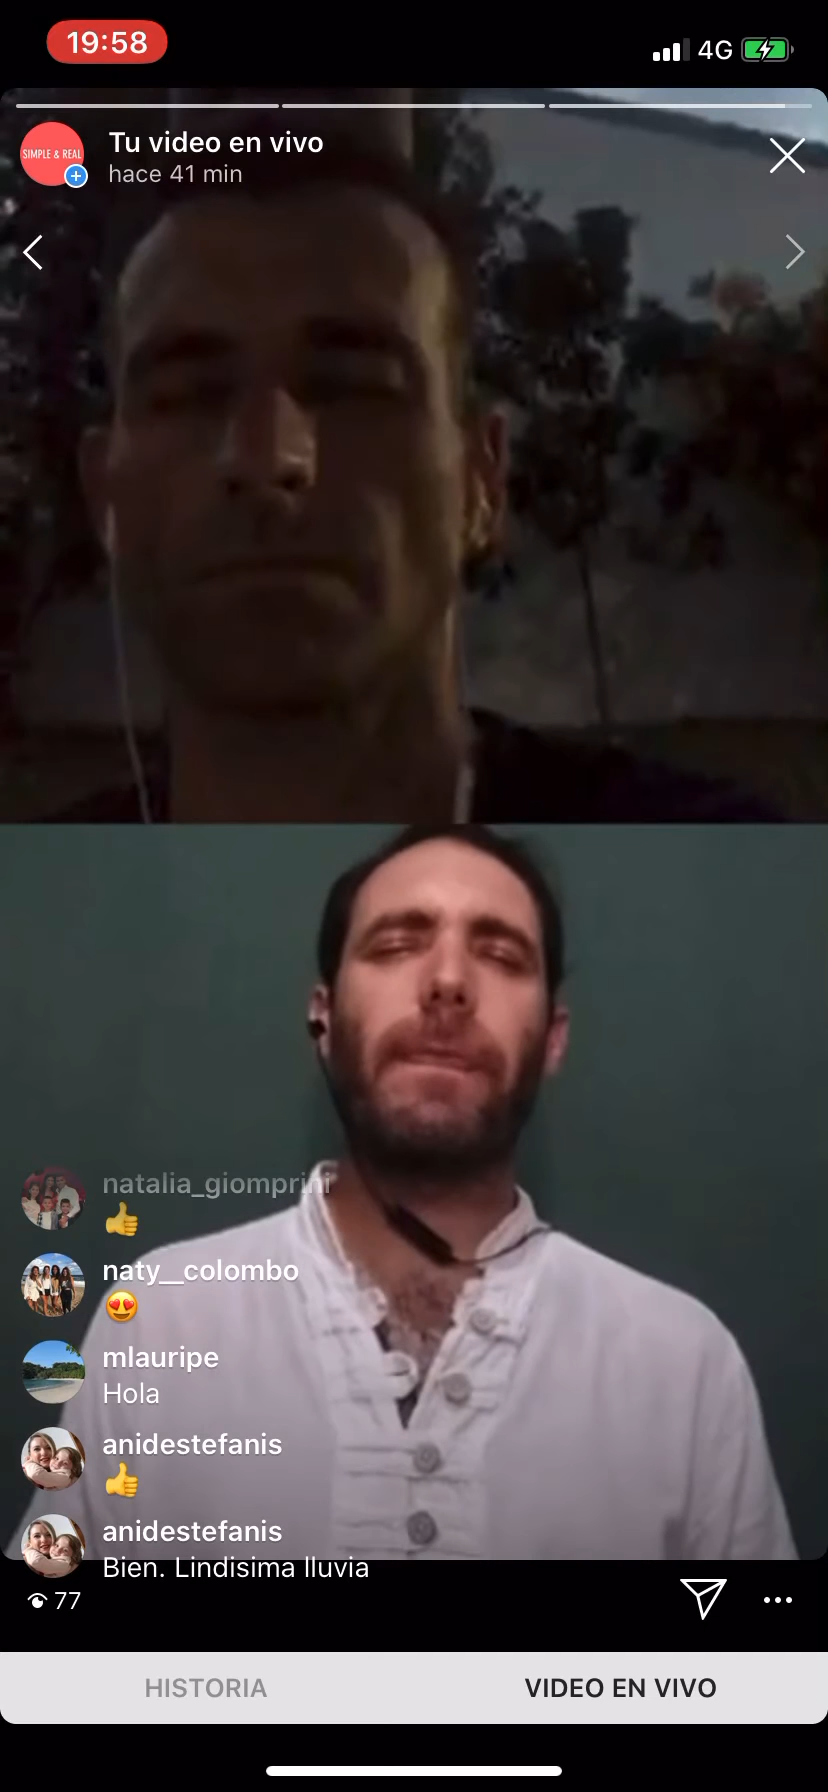 19:58
4G
SIMPLE & REAL
Tu video en vivo
hace 41 min
natalia_giomprini
👍
naty__colombo
😍
mlauripe
Hola
anidestefanis
👍
anidestefanis
Bien. Lindisima lluvia
77
HISTORIA
VIDEO EN VIVO